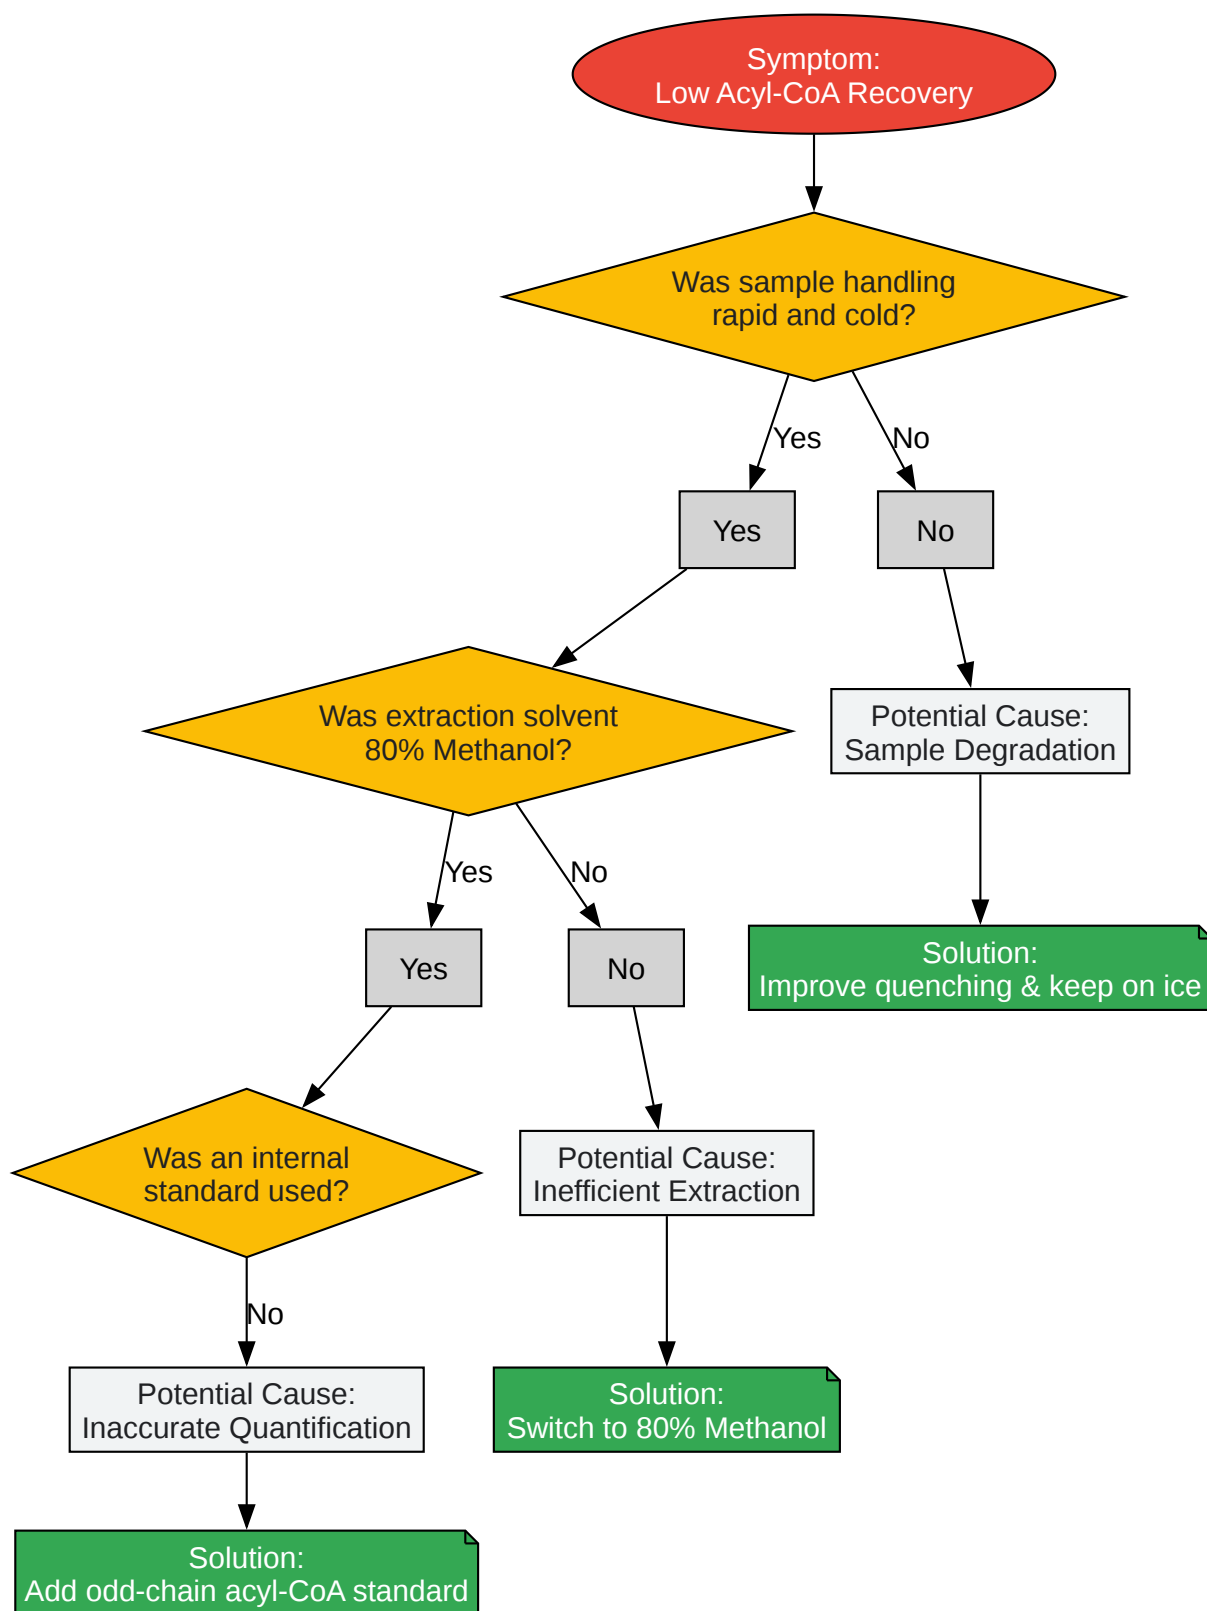 Symptom:
Low Acyl-CoA Recovery
Was sample handling
rapid and cold?
Yes
No
Yes
No
Was extraction solvent
80% Methanol?
Potential Cause:
Sample Degradation
Yes
No
Yes
No
Solution:
Improve quenching & keep on ice
Was an internal
standard used?
Potential Cause:
Inefficient Extraction
No
Potential Cause:
Inaccurate Quantification
Solution:
Switch to 80% Methanol
Solution:
Add odd-chain acyl-CoA standard